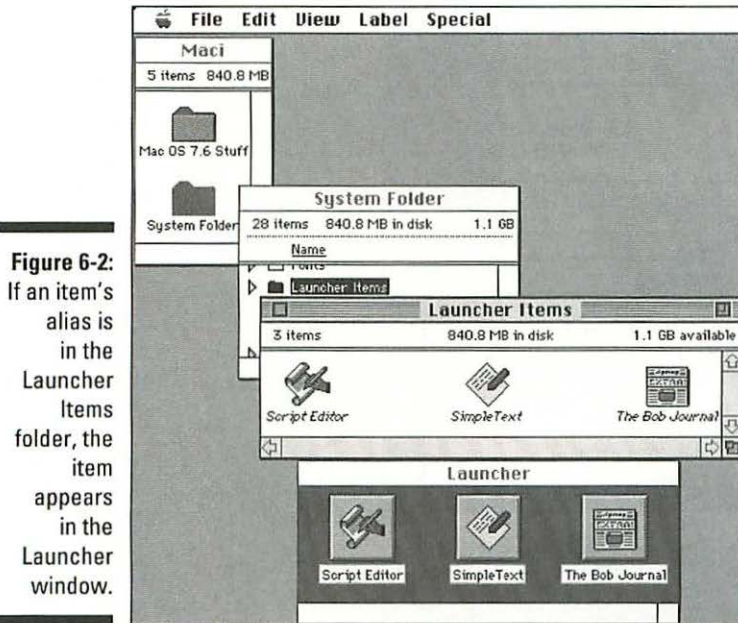 File Edit View Label Special
Maci
5 items 840.8 MB
Mac OS 7.6 Stuff
System Folder
System Folder
28 items 840.8 MB in disk 1.1 GB
Name
Fonts
Launcher Items
Launcher Items
3 items 840.8 MB in disk 1.1 GB available
Script Editor SimpleText The Bob Journal
Launcher
Script Editor SimpleText The Bob Journal
Figure 6-2:
If an item's
alias is
in the
Launcher
Items
folder, the
item
appears
in the
Launcher
window.